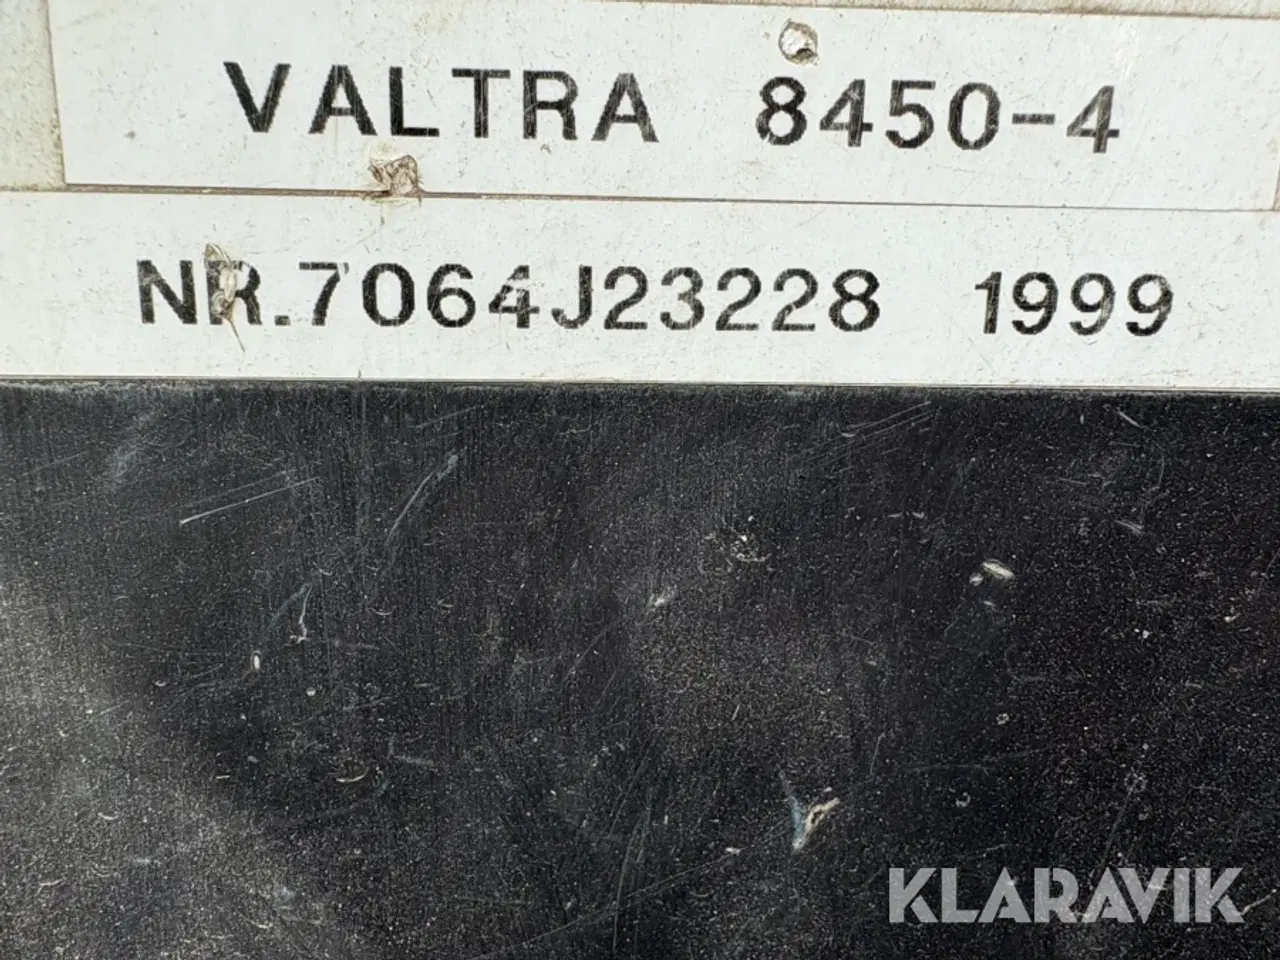 VALTRA 8450-4
NR.7064J23228 1999
KLARAVIK